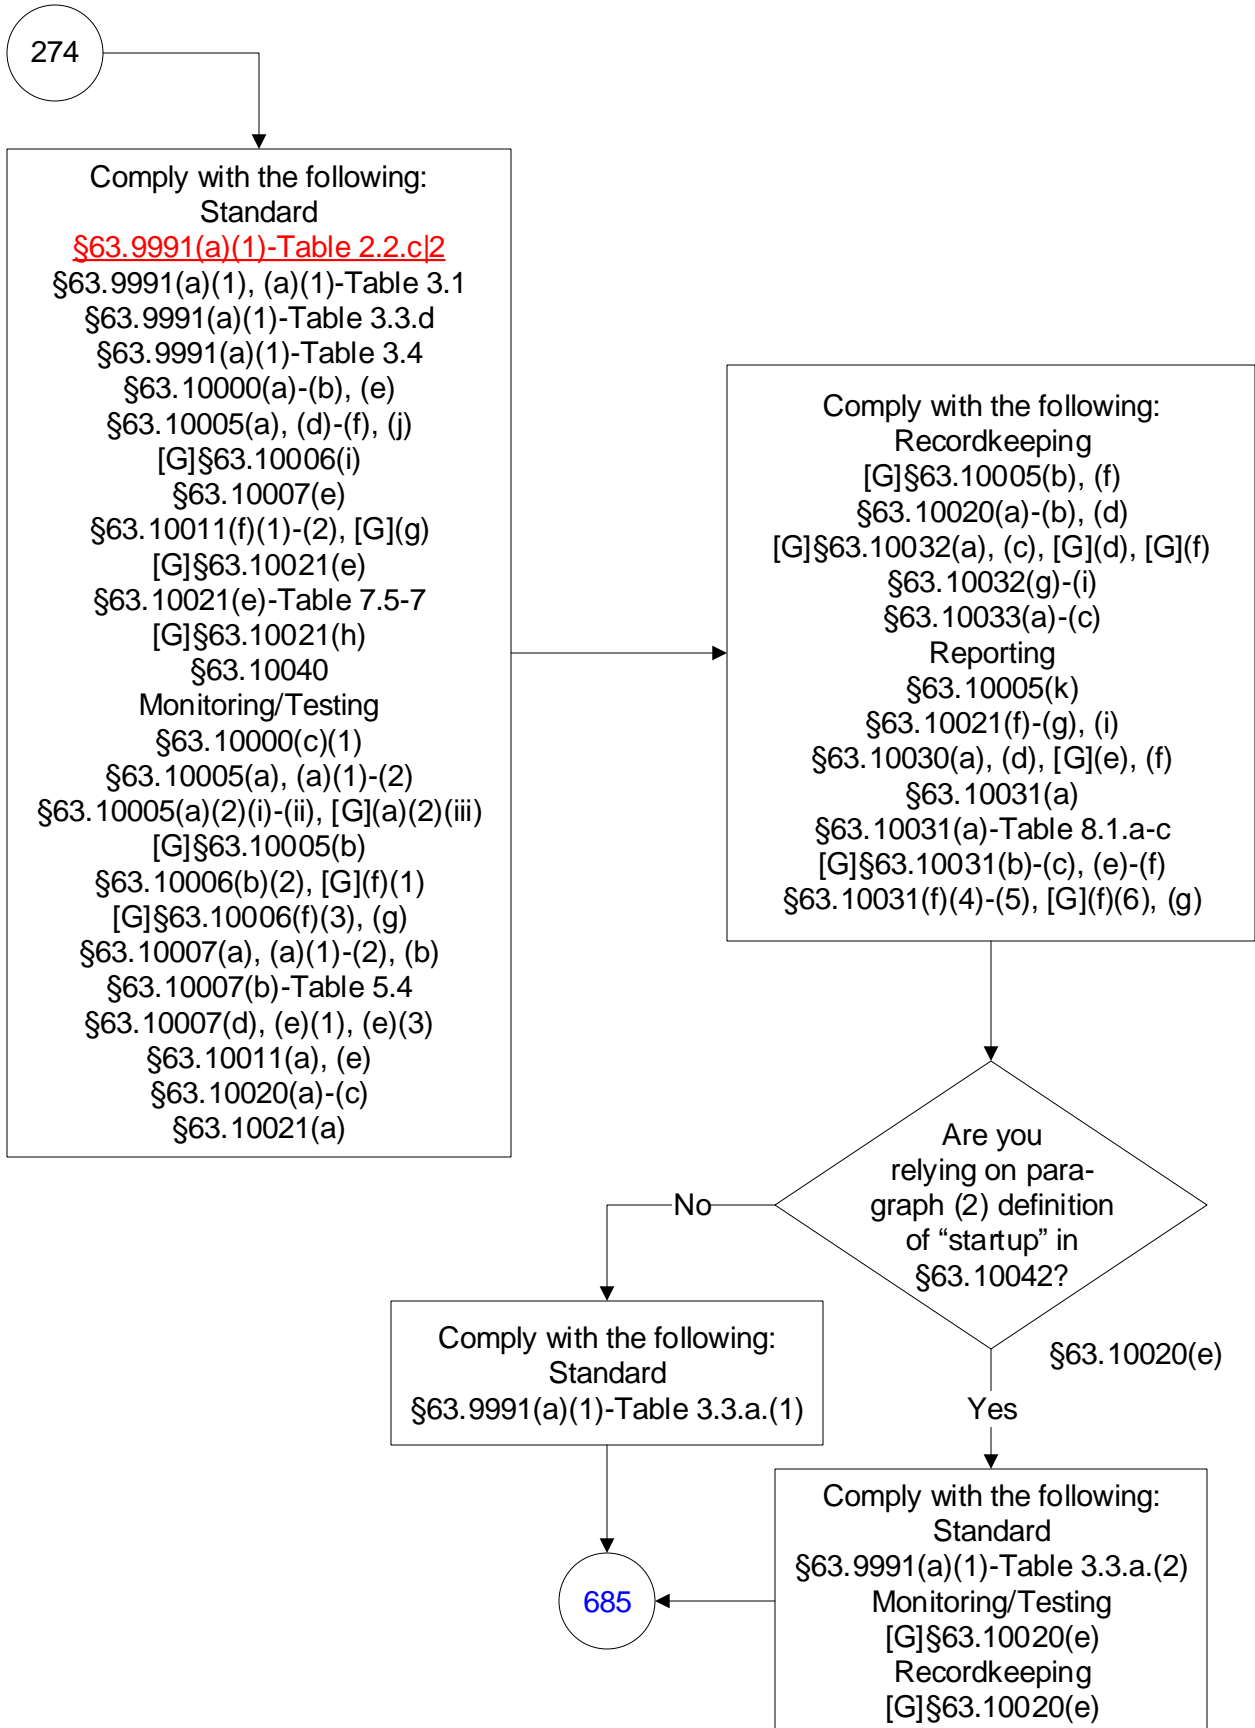 274
Comply with the following:
Standard
§63.9991(a)(1)-Table 2.2.c|2
§63.9991(a)(1), (a)(1)-Table 3.1
§63.9991(a)(1)-Table 3.3.d
§63.9991(a)(1)-Table 3.4
§63.10000(a)-(b), (e)
§63.10005(a), (d)-(f), (j)
[G]§63.10006(i)
§63.10007(e)
§63.10011(f)(1)-(2), [G](g)
[G]§63.10021(e)
§63.10021(e)-Table 7.5-7
[G]§63.10021(h)
§63.10040
Monitoring/Testing
§63.10000(c)(1)
§63.10005(a), (a)(1)-(2)
§63.10005(a)(2)(i)-(ii), [G](a)(2)(iii)
[G]§63.10005(b)
§63.10006(b)(2), [G](f)(1)
[G]§63.10006(f)(3), (g)
§63.10007(a), (a)(1)-(2), (b)
§63.10007(b)-Table 5.4
§63.10007(d), (e)(1), (e)(3)
§63.10011(a), (e)
§63.10020(a)-(c)
§63.10021(a)
Comply with the following:
Recordkeeping
[G]§63.10005(b), (f)
§63.10020(a)-(b), (d)
[G]§63.10032(a), (c), [G](d), [G](f)
§63.10032(g)-(i)
§63.10033(a)-(c)
Reporting
§63.10005(k)
§63.10021(f)-(g), (i)
§63.10030(a), (d), [G](e), (f)
§63.10031(a)
§63.10031(a)-Table 8.1.a-c
[G]§63.10031(b)-(c), (e)-(f)
§63.10031(f)(4)-(5), [G](f)(6), (g)
Are you
relying on para-
graph (2) definition
of “startup” in
§63.10042?
No
§63.10020(e)
Yes
Comply with the following:
Standard
§63.9991(a)(1)-Table 3.3.a.(1)
Comply with the following:
Standard
§63.9991(a)(1)-Table 3.3.a.(2)
Monitoring/Testing
[G]§63.10020(e)
Recordkeeping
[G]§63.10020(e)
685